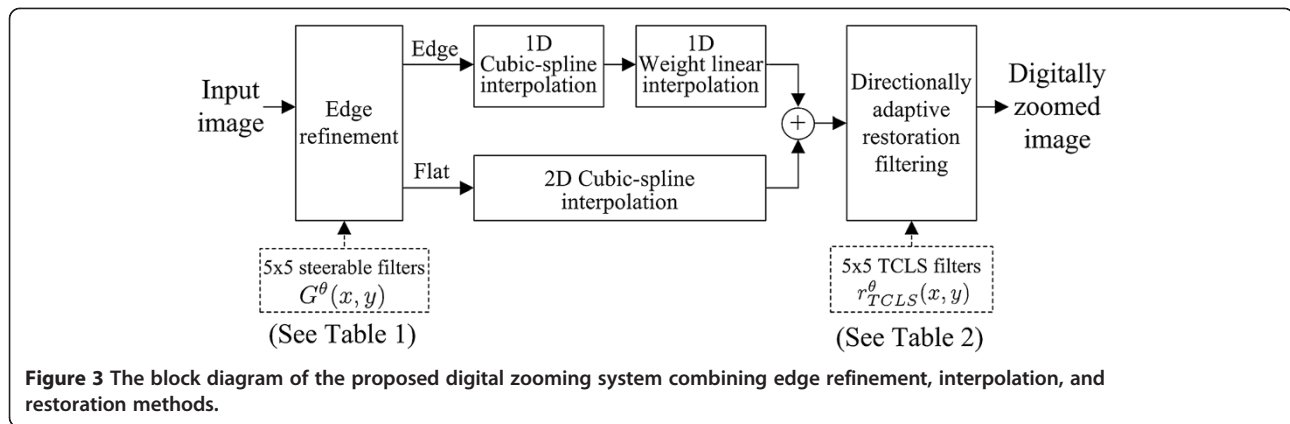 Input
image
Edge
refinement
Edge
Flat
1D
Cubic-spline
interpolation
1D
Weight linear
interpolation
2D Cubic-spline
interpolation
+
Directionally
adaptive
restoration
filtering
Digitally
zoomed
image
5x5 steerable filters
G^θ(x, y)
(See Table 1)
5x5 TCLS filters
r^θ_{TCLS}(x, y)
(See Table 2)
Figure 3 The block diagram of the proposed digital zooming system combining edge refinement, interpolation, and
restoration methods.